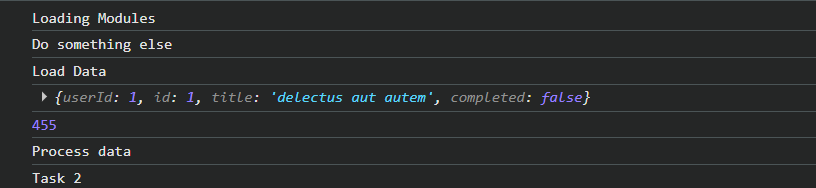 Loading Modules
Do something else
Load Data
{userId: 1, id: 1, title: 'delectus aut autem', completed: false}
455
Process data
Task 2